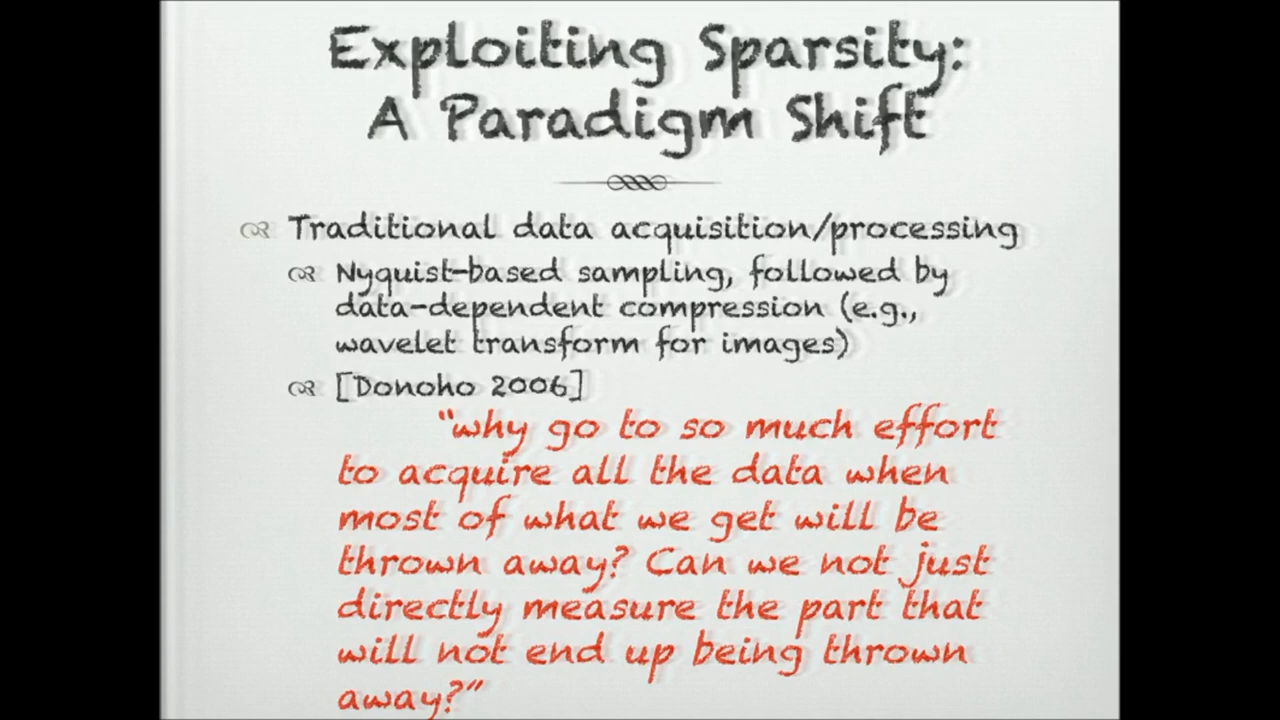 Exploiting Sparsity:
A Paradigm Shift
Traditional data acquisition/processing
Nyquist-based sampling, followed by
data-dependent compression (e.g.,
wavelet transform for images)
[Donoho 2006]
"why go to so much effort
to acquire all the data when
most of what we get will be
thrown away? Can we not just
directly measure the part that
will not end up being thrown
away?"